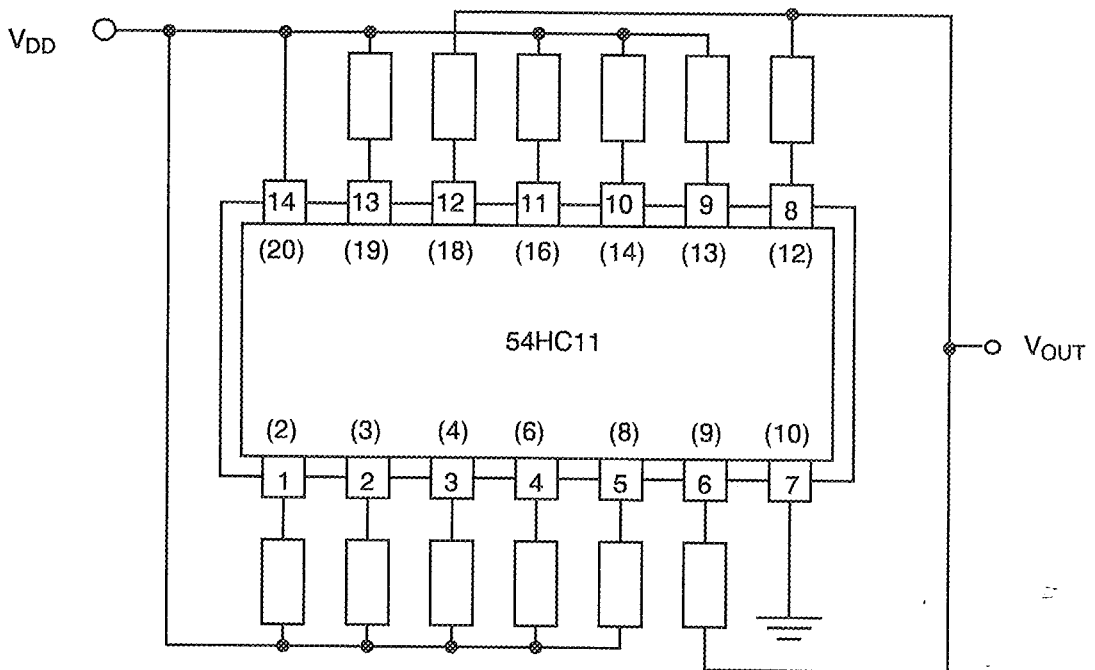 VDD
14 13 12 11 10 9 8
(20) (19) (18) (16) (14) (13) (12)
54HC11
VOUT
(2) (3) (4) (6) (8) (9) (10)
1 2 3 4 5 6 7